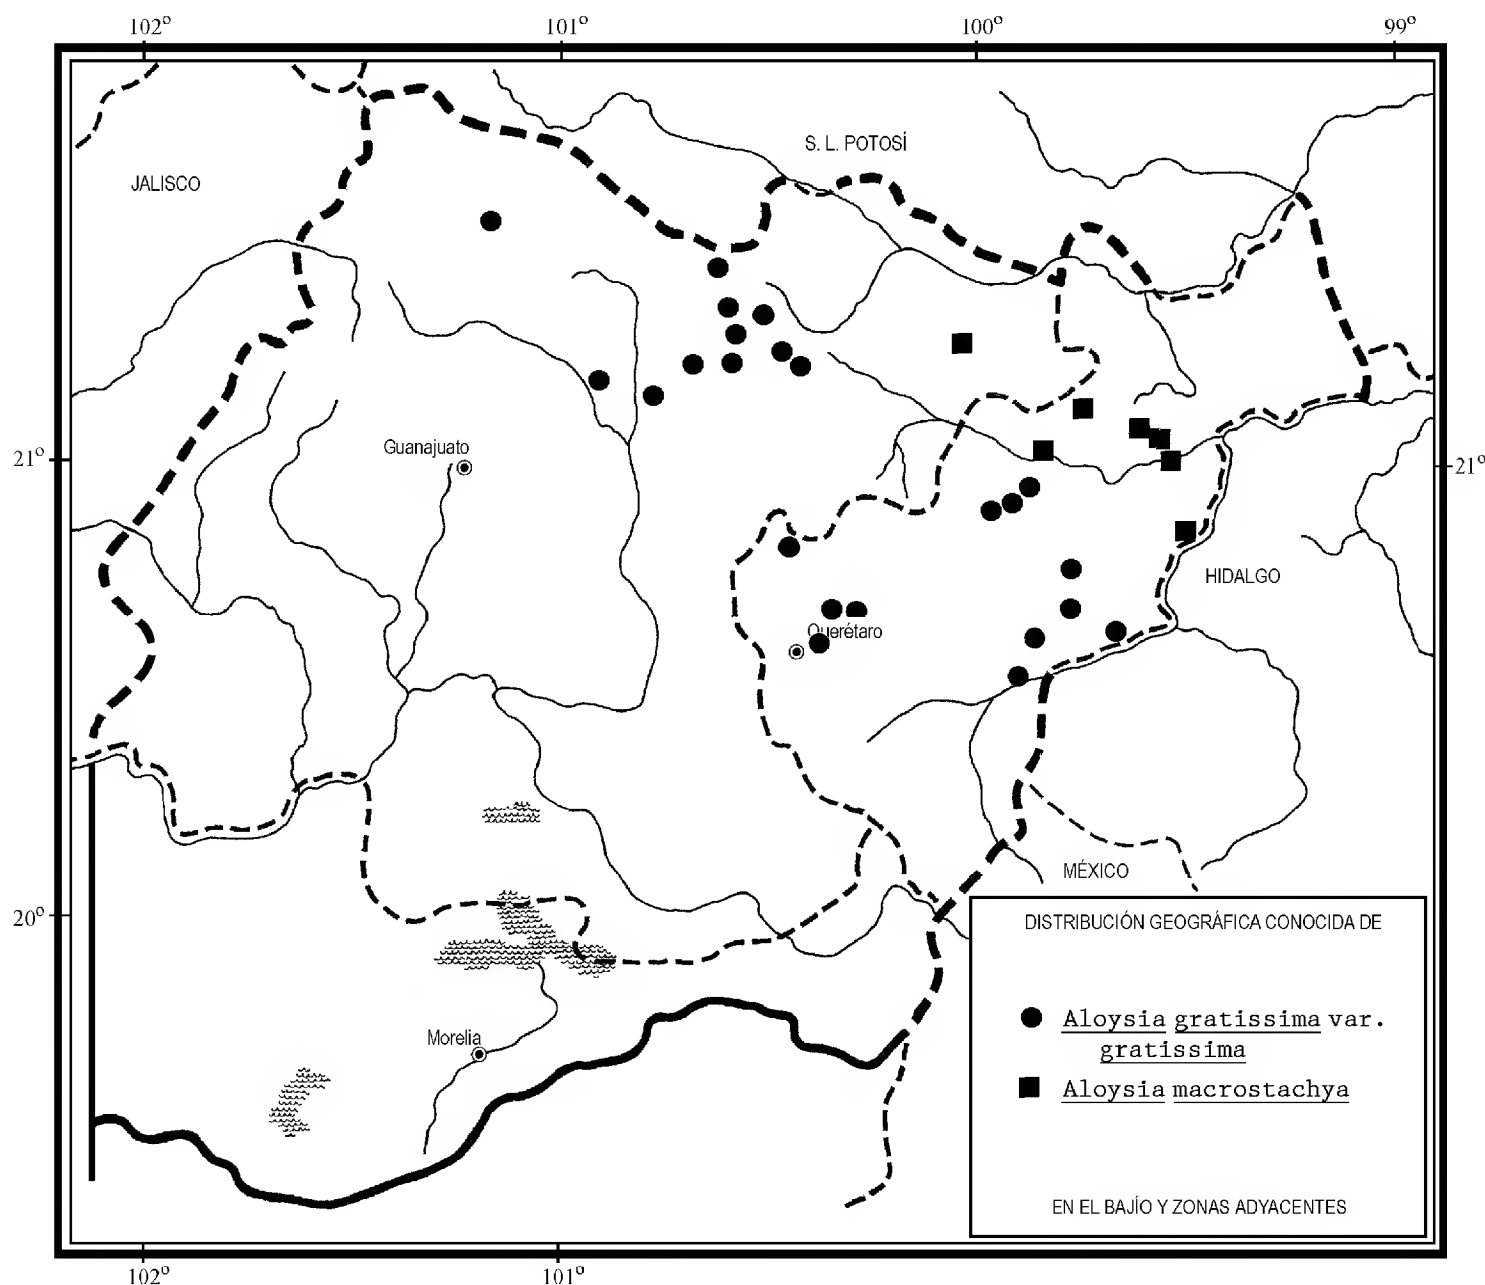 102° 101° 100° 99°
S. L. POTOSÍ
JALISCO
Guanajuato
21° 21°
HIDALGO
Querétaro
MÉXICO
20°
DISTRIBUCIÓN GEOGRÁFICA CONOCIDA DE
Aloysia gratissima var.
gratissima
Morelia
Aloysia macrostachya
EN EL BAJÍO Y ZONAS ADYACENTES
102° 101°